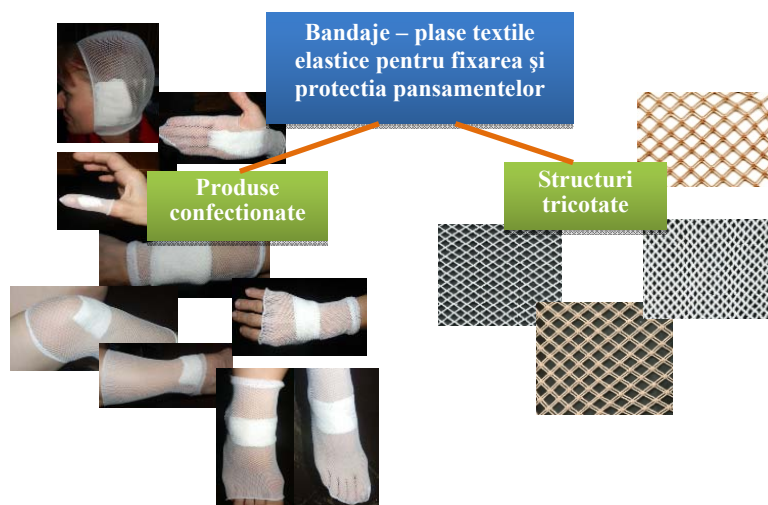 Bandaje – plase textile
elastice pentru fixarea şi
protectia pansamentelor
Produse
confectionate
Structuri
tricotate